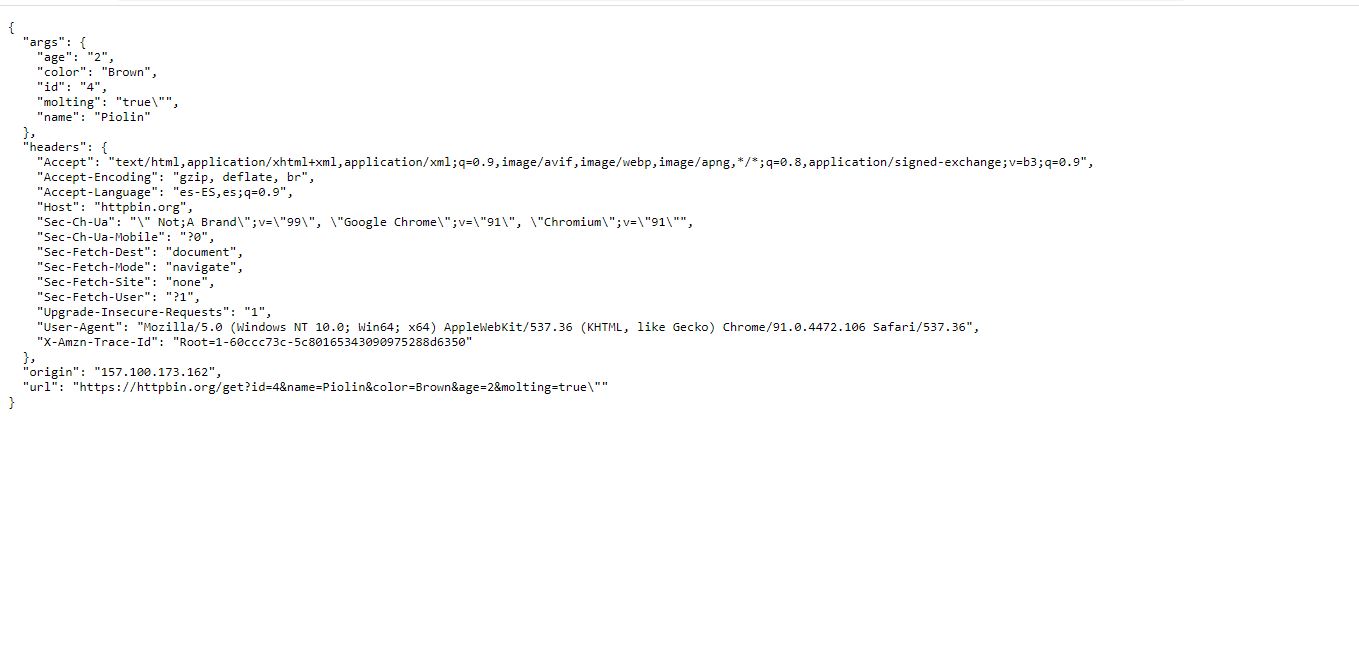 {
  "args": {
    "age": "2",
    "color": "Brown",
    "id": "4",
    "molting": "true\"",
    "name": "Piolin"
  },
  "headers": {
    "Accept": "text/html,application/xhtml+xml,application/xml;q=0.9,image/avif,image/webp,image/apng,*/*;q=0.8,application/signed-exchange;v=b3;q=0.9",
    "Accept-Encoding": "gzip, deflate, br",
    "Accept-Language": "es-ES,es;q=0.9",
    "Host": "httpbin.org",
    "Sec-Ch-Ua": "\" Not;A Brand\";v=\"99\", \"Google Chrome\";v=\"91\", \"Chromium\";v=\"91\"",
    "Sec-Ch-Ua-Mobile": "?0",
    "Sec-Fetch-Dest": "document",
    "Sec-Fetch-Mode": "navigate",
    "Sec-Fetch-Site": "none",
    "Sec-Fetch-User": "?1",
    "Upgrade-Insecure-Requests": "1",
    "User-Agent": "Mozilla/5.0 (Windows NT 10.0; Win64; x64) AppleWebKit/537.36 (KHTML, like Gecko) Chrome/91.0.4472.106 Safari/537.36",
    "X-Amzn-Trace-Id": "Root=1-60ccc73c-5c80165343090975288d6350"
  },
  "origin": "157.100.173.162",
  "url": "https://httpbin.org/get?id=4&name=Piolin&color=Brown&age=2&molting=true\""
}